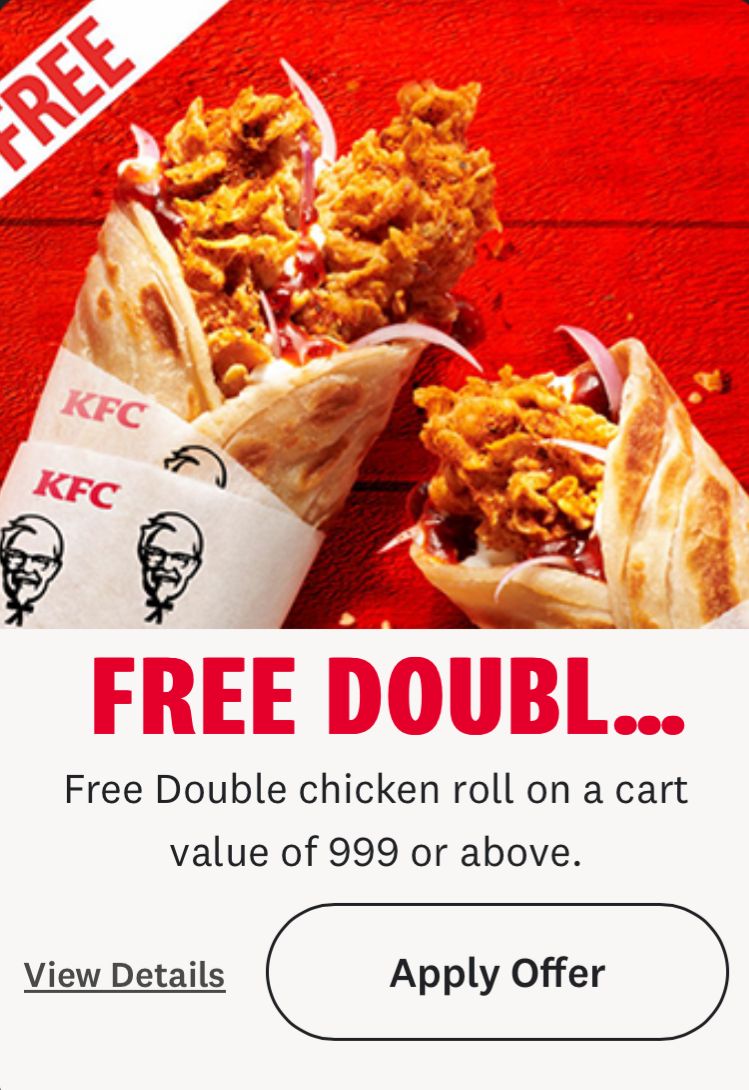 FREE
KFC
KFC
FREE DOUBL...
Free Double chicken roll on a cart
value of 999 or above.
View Details
Apply Offer